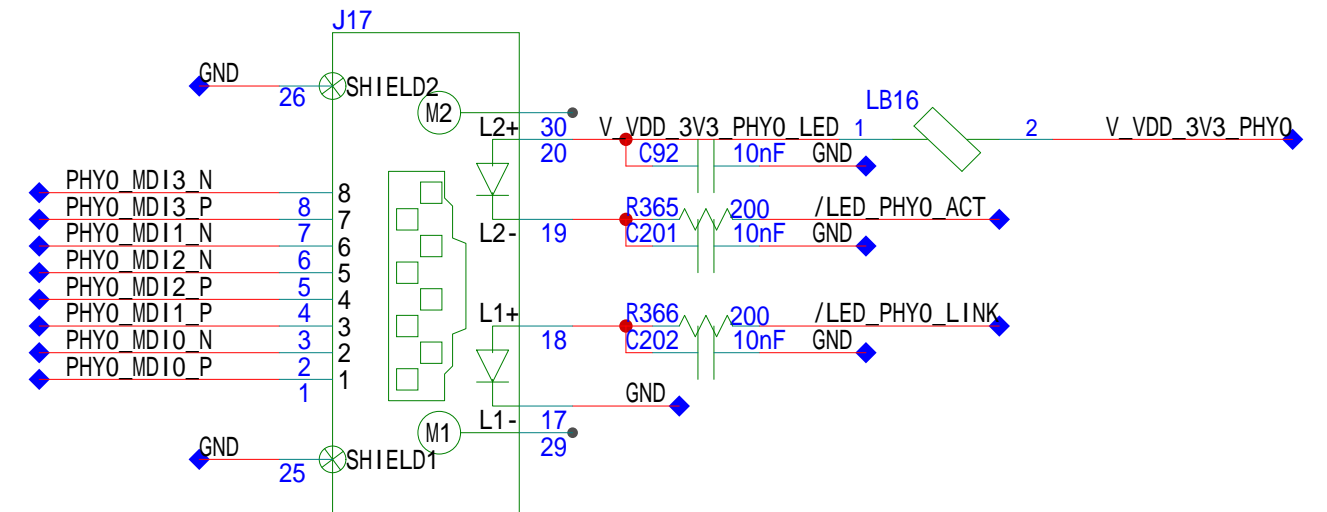 J17
GND
26
SHIELD2
M2
30
L2+
20
V_VDD_3V3_PHY0_LED
1
LB16
2
V_VDD_3V3_PHY0
C92
10nF
GND
PHY0_MDI3_N
8
8
PHY0_MDI3_P
7
7
PHY0_MDI1_N
6
6
PHY0_MDI2_N
5
5
PHY0_MDI2_P
4
4
PHY0_MDI1_P
3
3
PHY0_MDI0_N
2
2
PHY0_MDI0_P
1
1
L2-
19
R365
200
/LED_PHY0_ACT
C201
10nF
GND
L1+
18
R366
200
/LED_PHY0_LINK
C202
10nF
GND
GND
L1-
17
M1
29
GND
25
SHIELD1